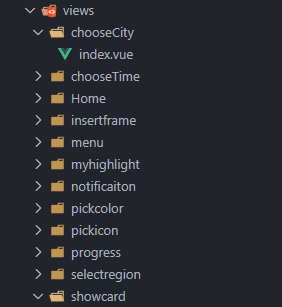 views
chooseCity
index.vue
chooseTime
Home
insertframe
menu
myhighlight
notificaiton
pickcolor
pickicon
progress
selectregion
showcard